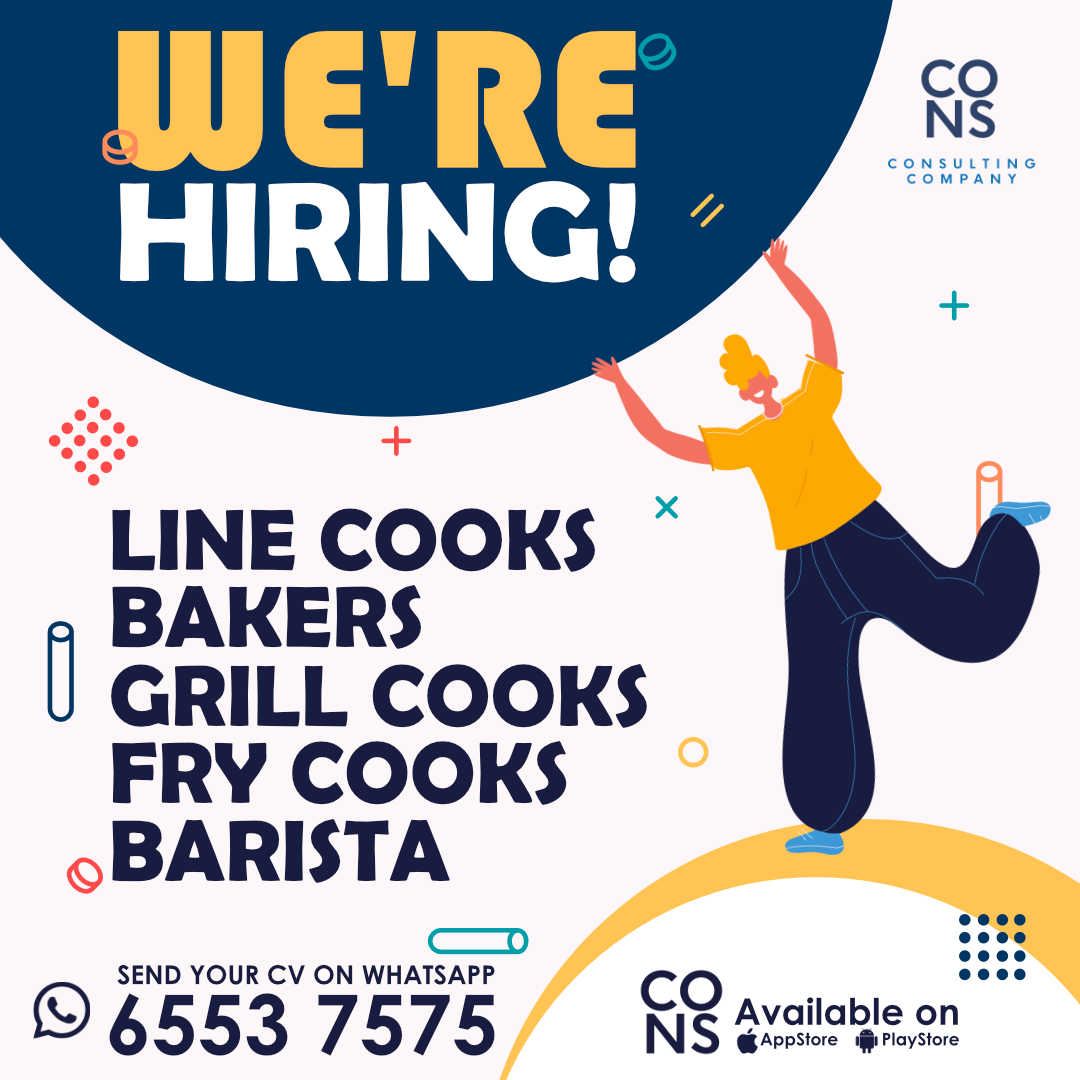 WE'RE
HIRING!
CO
NS
CONSULTING
COMPANY
LINE COOKS
BAKERS
GRILL COOKS
FRY COOKS
BARISTA
SEND YOUR CV ON WHATSAPP
6553 7575
CO
NS
Available on
AppStore PlayStore